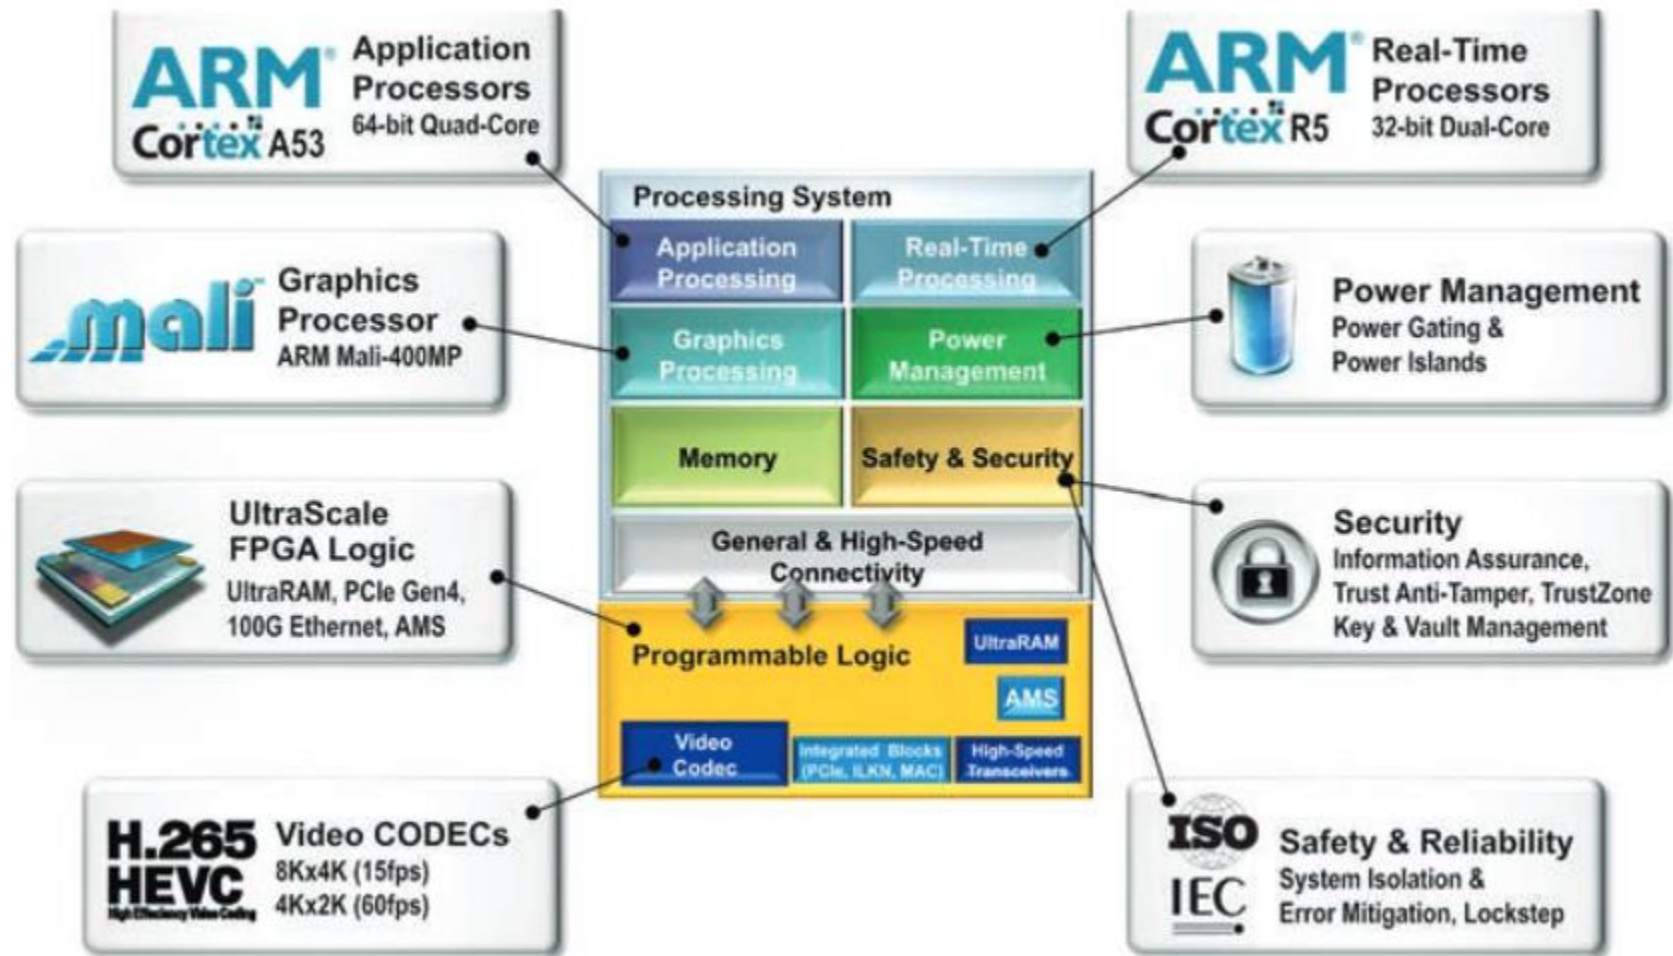 ARM® Application
Processors
Cortex A53 64-bit Quad-Core
ARM® Real-Time
Processors
Cortex R5 32-bit Dual-Core
mali™ Graphics
Processor
ARM Mali-400MP
Processing System
Application
Processing
Real-Time
Processing
Graphics
Processing
Power
Management
Memory
Safety & Security
General & High-Speed
Connectivity
Programmable Logic
UltraRAM
AMS
Video
Codec
Integrated Blocks
(PCIe, ILKN, MAC)
High-Speed
Transceivers
Power Management
Power Gating &
Power Islands
UltraScale
FPGA Logic
UltraRAM, PCIe Gen4,
100G Ethernet, AMS
Security
Information Assurance,
Trust Anti-Tamper, TrustZone
Key & Vault Management
H.265
HEVC
High Efficiency Video Coding
Video CODECs
8Kx4K (15fps)
4Kx2K (60fps)
ISO
IEC
Safety & Reliability
System Isolation &
Error Mitigation, Lockstep